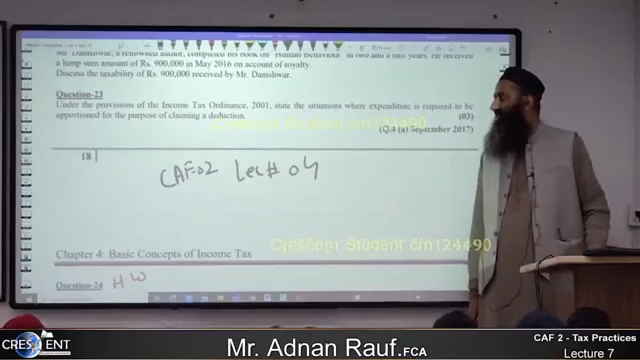 Mr. Danishwar, a renowned author, completed his book on "Human Behaviour" in two and a half years. He received
a lump sum amount of Rs. 900,000 in May 2016 on account of royalty.
Discuss the taxability of Rs. 900,000 received by Mr. Danishwar.
Question-23
Under the provisions of the Income Tax Ordinance, 2001, state the situations where expenditure is required to be
apportioned for the purpose of claiming a deduction. (03)
Crescent Student cm124490
(Q.4 (a) September 2017)
18
CAF-02 Lec# 04
Crescent Student cm124490
Chapter 4: Basic Concepts of Income Tax
Question-24 H.W
CRESCENT
Mr. Adnan Rauf.FCA
CAF 2 - Tax Practices
Lecture 7